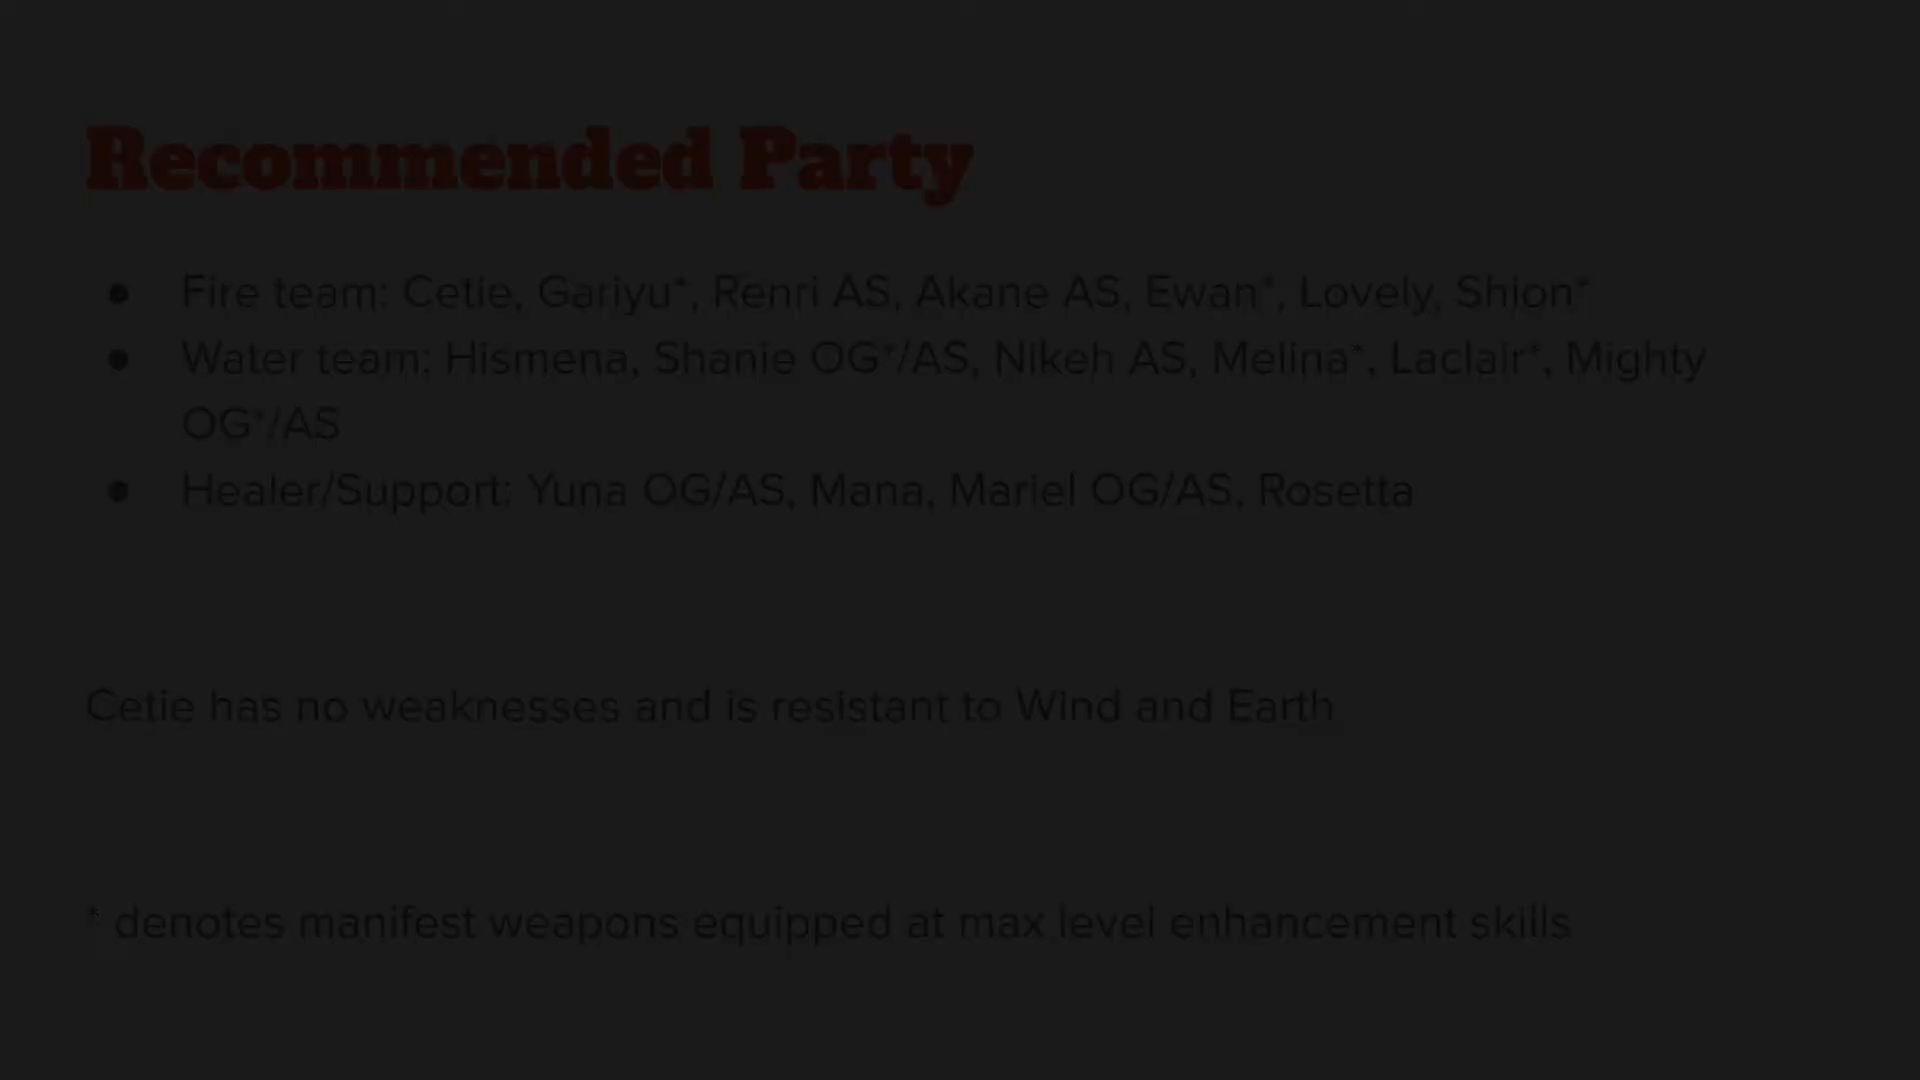 Recommended Party
● Fire team: Cetie, Gariyu*, Renri AS, Akane AS, Ewan*, Lovely, Shion*
● Water team: Hismena, Shanie OG*/AS, Nikeh AS, Melina*, Laclair*, Mighty
OG*/AS
● Healer/Support: Yuna OG/AS, Mana, Mariel OG/AS, Rosetta
Cetie has no weaknesses and is resistant to Wind and Earth
* denotes manifest weapons equipped at max level enhancement skills